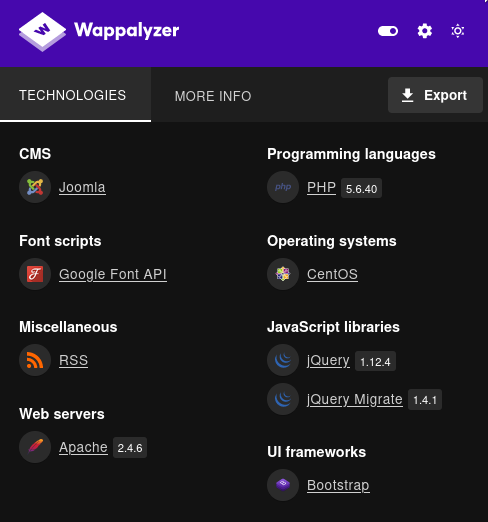 Wappalyzer
TECHNOLOGIES
MORE INFO
Export
CMS
Joomla
Font scripts
Google Font API
Miscellaneous
RSS
Web servers
Apache 2.4.6
Programming languages
php PHP 5.6.40
Operating systems
CentOS
JavaScript libraries
jQuery 1.12.4
jQuery Migrate 1.4.1
UI frameworks
Bootstrap